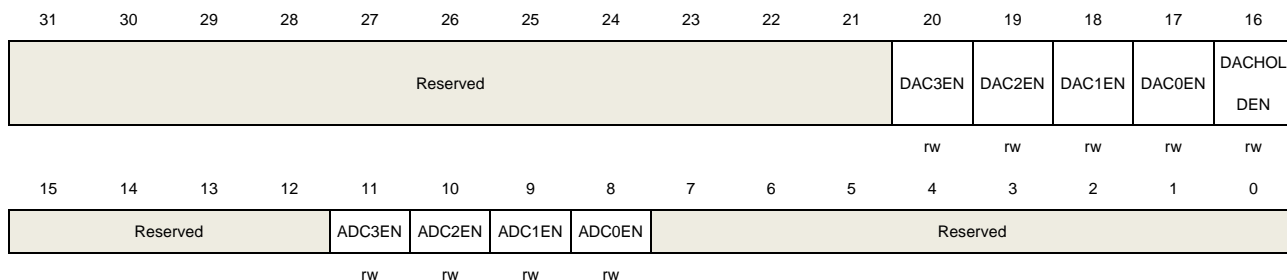 31 30 29 28 27 26 25 24 23 22 21 20 19 18 17 16
Reserved DAC3EN DAC2EN DAC1EN DAC0EN DACHOL
DEN
rw rw rw rw rw
15 14 13 12 11 10 9 8 7 6 5 4 3 2 1 0
Reserved ADC3EN ADC2EN ADC1EN ADC0EN Reserved
rw rw rw rw